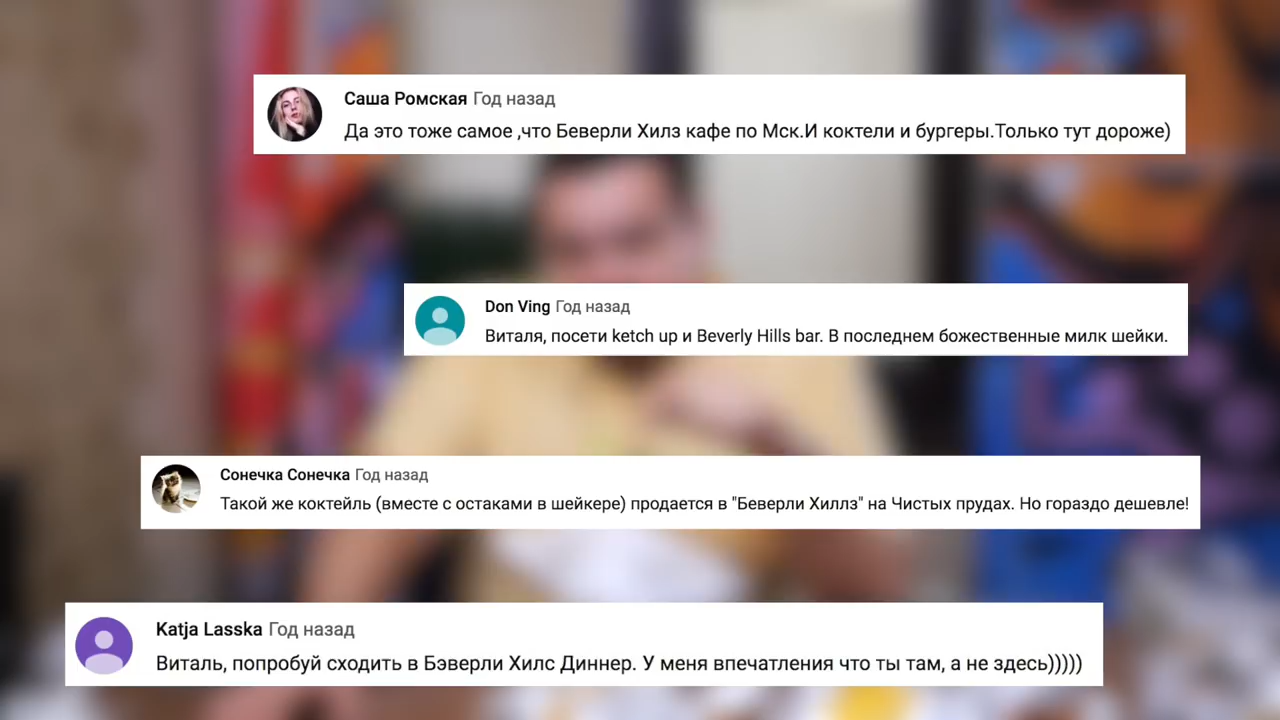 Саша Ромская Год назад
Да это тоже самое ,что Беверли Хилз кафе по Мск.И коктели и бургеры.Только тут дороже)
Don Ving Год назад
Виталя, посети ketch up и Beverly Hills bar. В последнем божественные милк шейки.
Сонечка Сонечка Год назад
Такой же коктейль (вместе с остаками в шейкере) продается в "Беверли Хиллз" на Чистых прудах. Но гораздо дешевле!
Katja Lasska Год назад
Виталь, попробуй сходить в Бэверли Хилс Диннер. У меня впечатления что ты там, а не здесь)))))